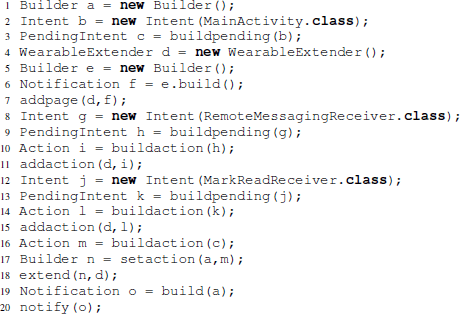 1 Builder a = new Builder();
2 Intent b = new Intent(MainActivity.class);
3 PendingIntent c = buildpending(b);
4 WearableExtender d = new WearableExtender();
5 Builder e = new Builder();
6 Notification f = e.build();
7 addpage(d,f);
8 Intent g = new Intent(RemoteMessagingReceiver.class);
9 PendingIntent h = buildpending(g);
10 Action i = buildaction(h);
11 addaction(d,i);
12 Intent j = new Intent(MarkReadReceiver.class);
13 PendingIntent k = buildpending(j);
14 Action l = buildaction(k);
15 addaction(d,l);
16 Action m = buildaction(c);
17 Builder n = setaction(a,m);
18 extend(n,d);
19 Notification o = build(a);
20 notify(o);